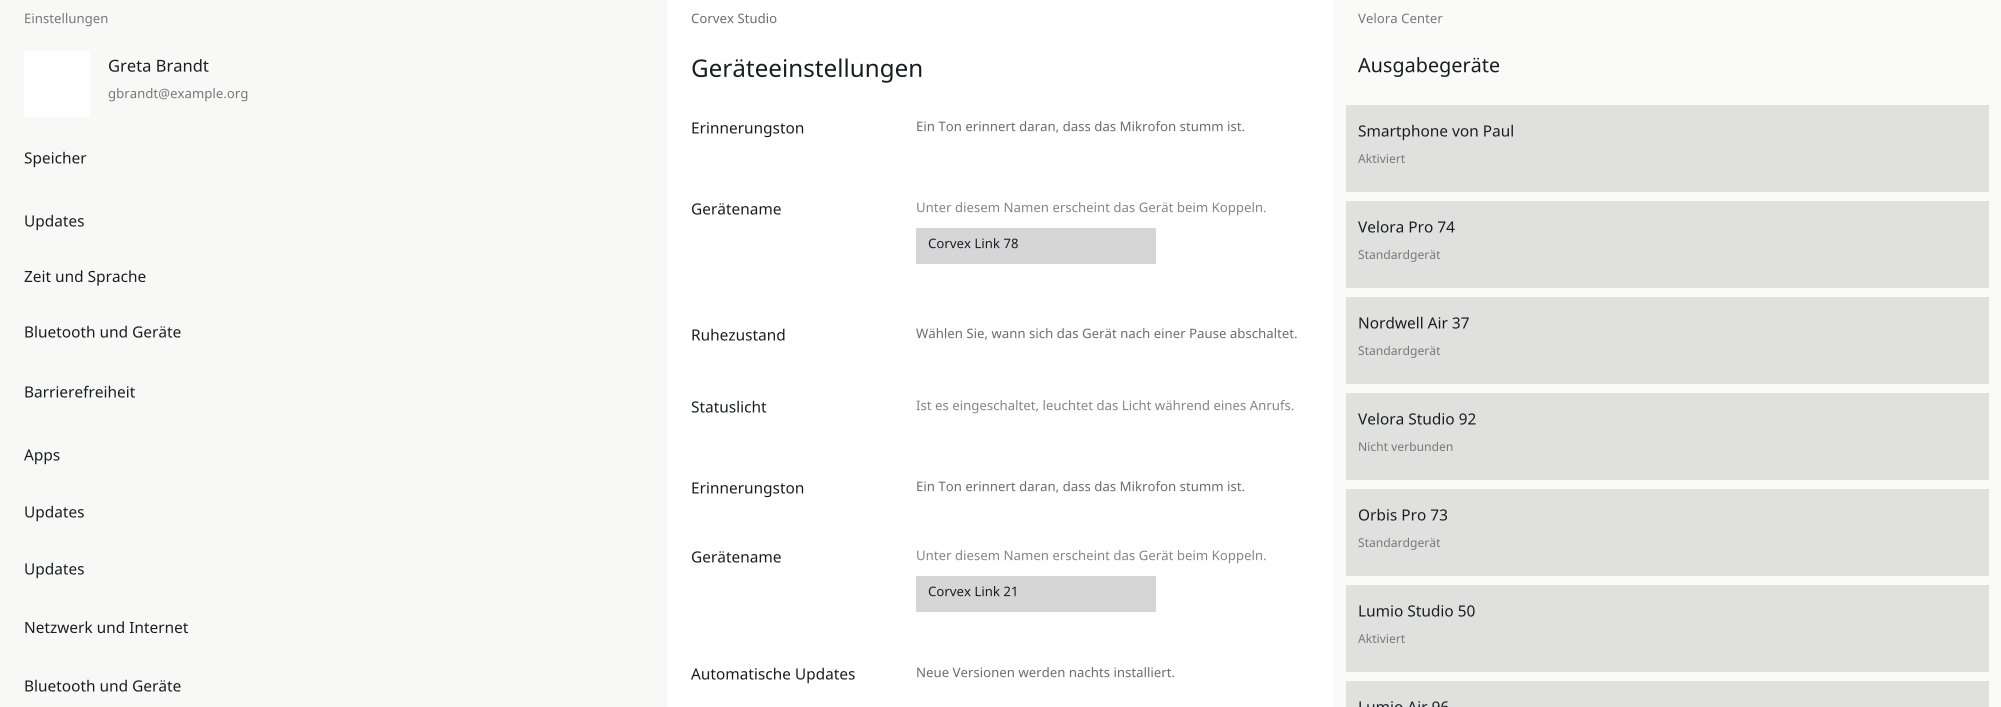 Einstellungen
Greta Brandt
gbrandt@example.org
Speicher
Updates
Zeit und Sprache
Bluetooth und Geräte
Barrierefreiheit
Apps
Updates
Updates
Netzwerk und Internet
Bluetooth und Geräte
Corvex Studio
Geräteeinstellungen
Erinnerungston
Ein Ton erinnert daran, dass das Mikrofon stumm ist.
Gerätename
Unter diesem Namen erscheint das Gerät beim Koppeln.
Corvex Link 78
Ruhezustand
Wählen Sie, wann sich das Gerät nach einer Pause abschaltet.
Statuslicht
Ist es eingeschaltet, leuchtet das Licht während eines Anrufs.
Erinnerungston
Ein Ton erinnert daran, dass das Mikrofon stumm ist.
Gerätename
Unter diesem Namen erscheint das Gerät beim Koppeln.
Corvex Link 21
Automatische Updates
Neue Versionen werden nachts installiert.
Velora Center
Ausgabegeräte
Smartphone von Paul
Aktiviert
Velora Pro 74
Standardgerät
Nordwell Air 37
Standardgerät
Velora Studio 92
Nicht verbunden
Orbis Pro 73
Standardgerät
Lumio Studio 50
Aktiviert
Lumio Air 96